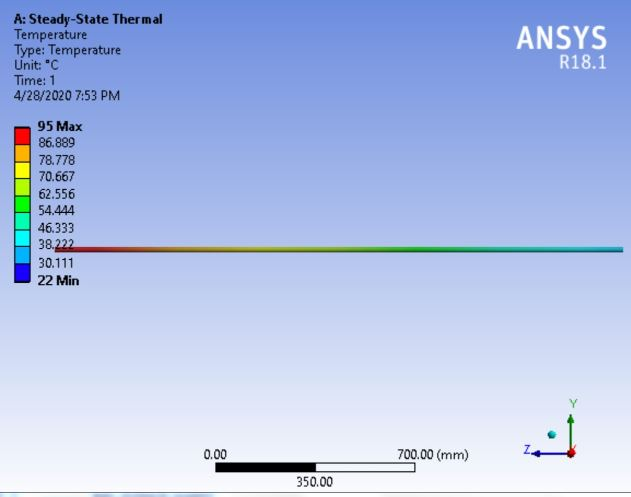 A: Steady-State Thermal
Temperature
Type: Temperature
Unit: °C
Time: 1
4/28/2020 7:53 PM
ANSYS
R18.1
95 Max
86.889
78.778
70.667
62.556
54.444
46.333
38.222
30.111
22 Min
Y
Z
0.00
700.00 (mm)
350.00